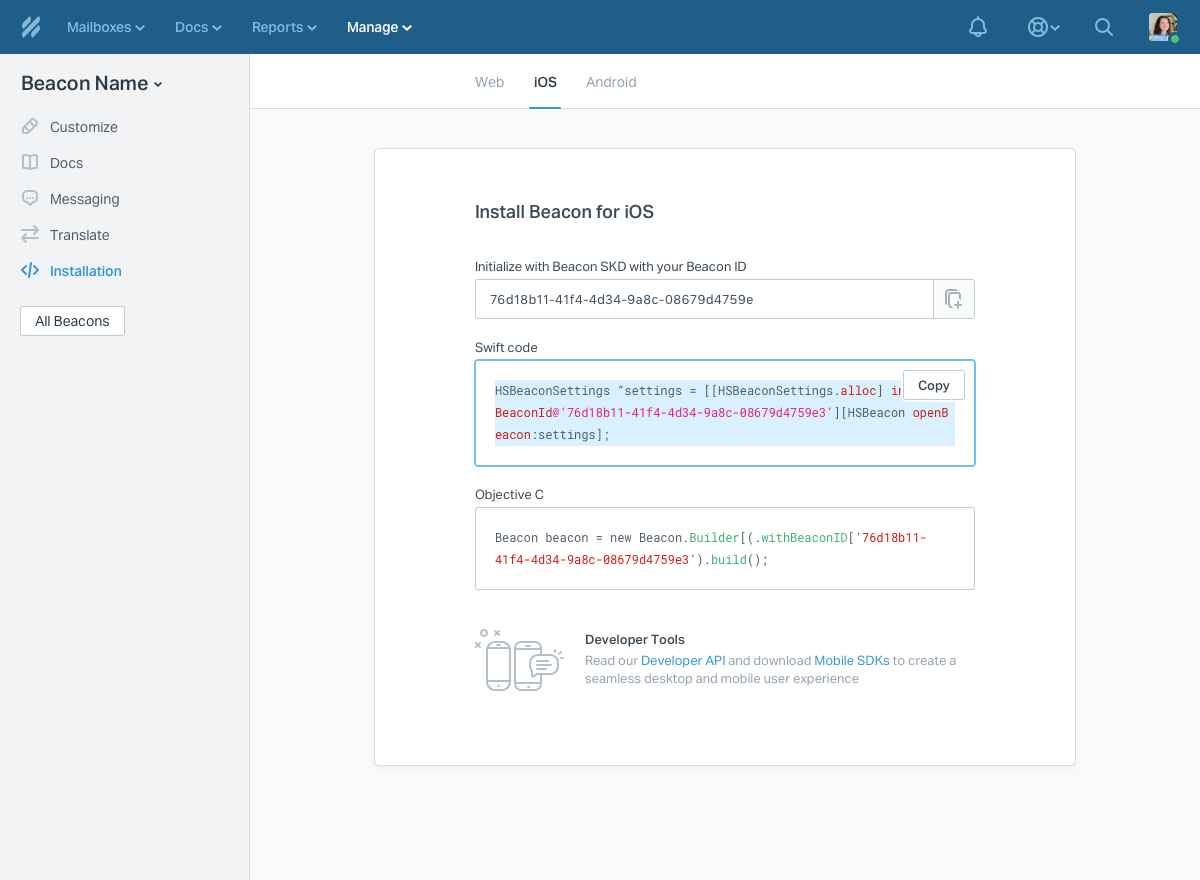 Mailboxes Docs Reports Manage
Beacon Name
Customize
Docs
Messaging
Translate
Installation
All Beacons
Web iOS Android
Install Beacon for iOS
Initialize with Beacon SKD with your Beacon ID
76d18b11-41f4-4d34-9a8c-08679d4759e
Swift code
HSBeaconSettings “settings = [[HSBeaconSettings.alloc]
Copy
BeaconId@‘76d18b11-41f4-4d34-9a8c-08679d4759e3’][HSBeacon openB
eacon:settings];
Objective C
Beacon beacon = new Beacon.Builder[(.withBeaconID[‘76d18b11-
41f4-4d34-9a8c-08679d4759e3’).build();
Developer Tools
Read our Developer API and download Mobile SDKs to create a
seamless desktop and mobile user experience